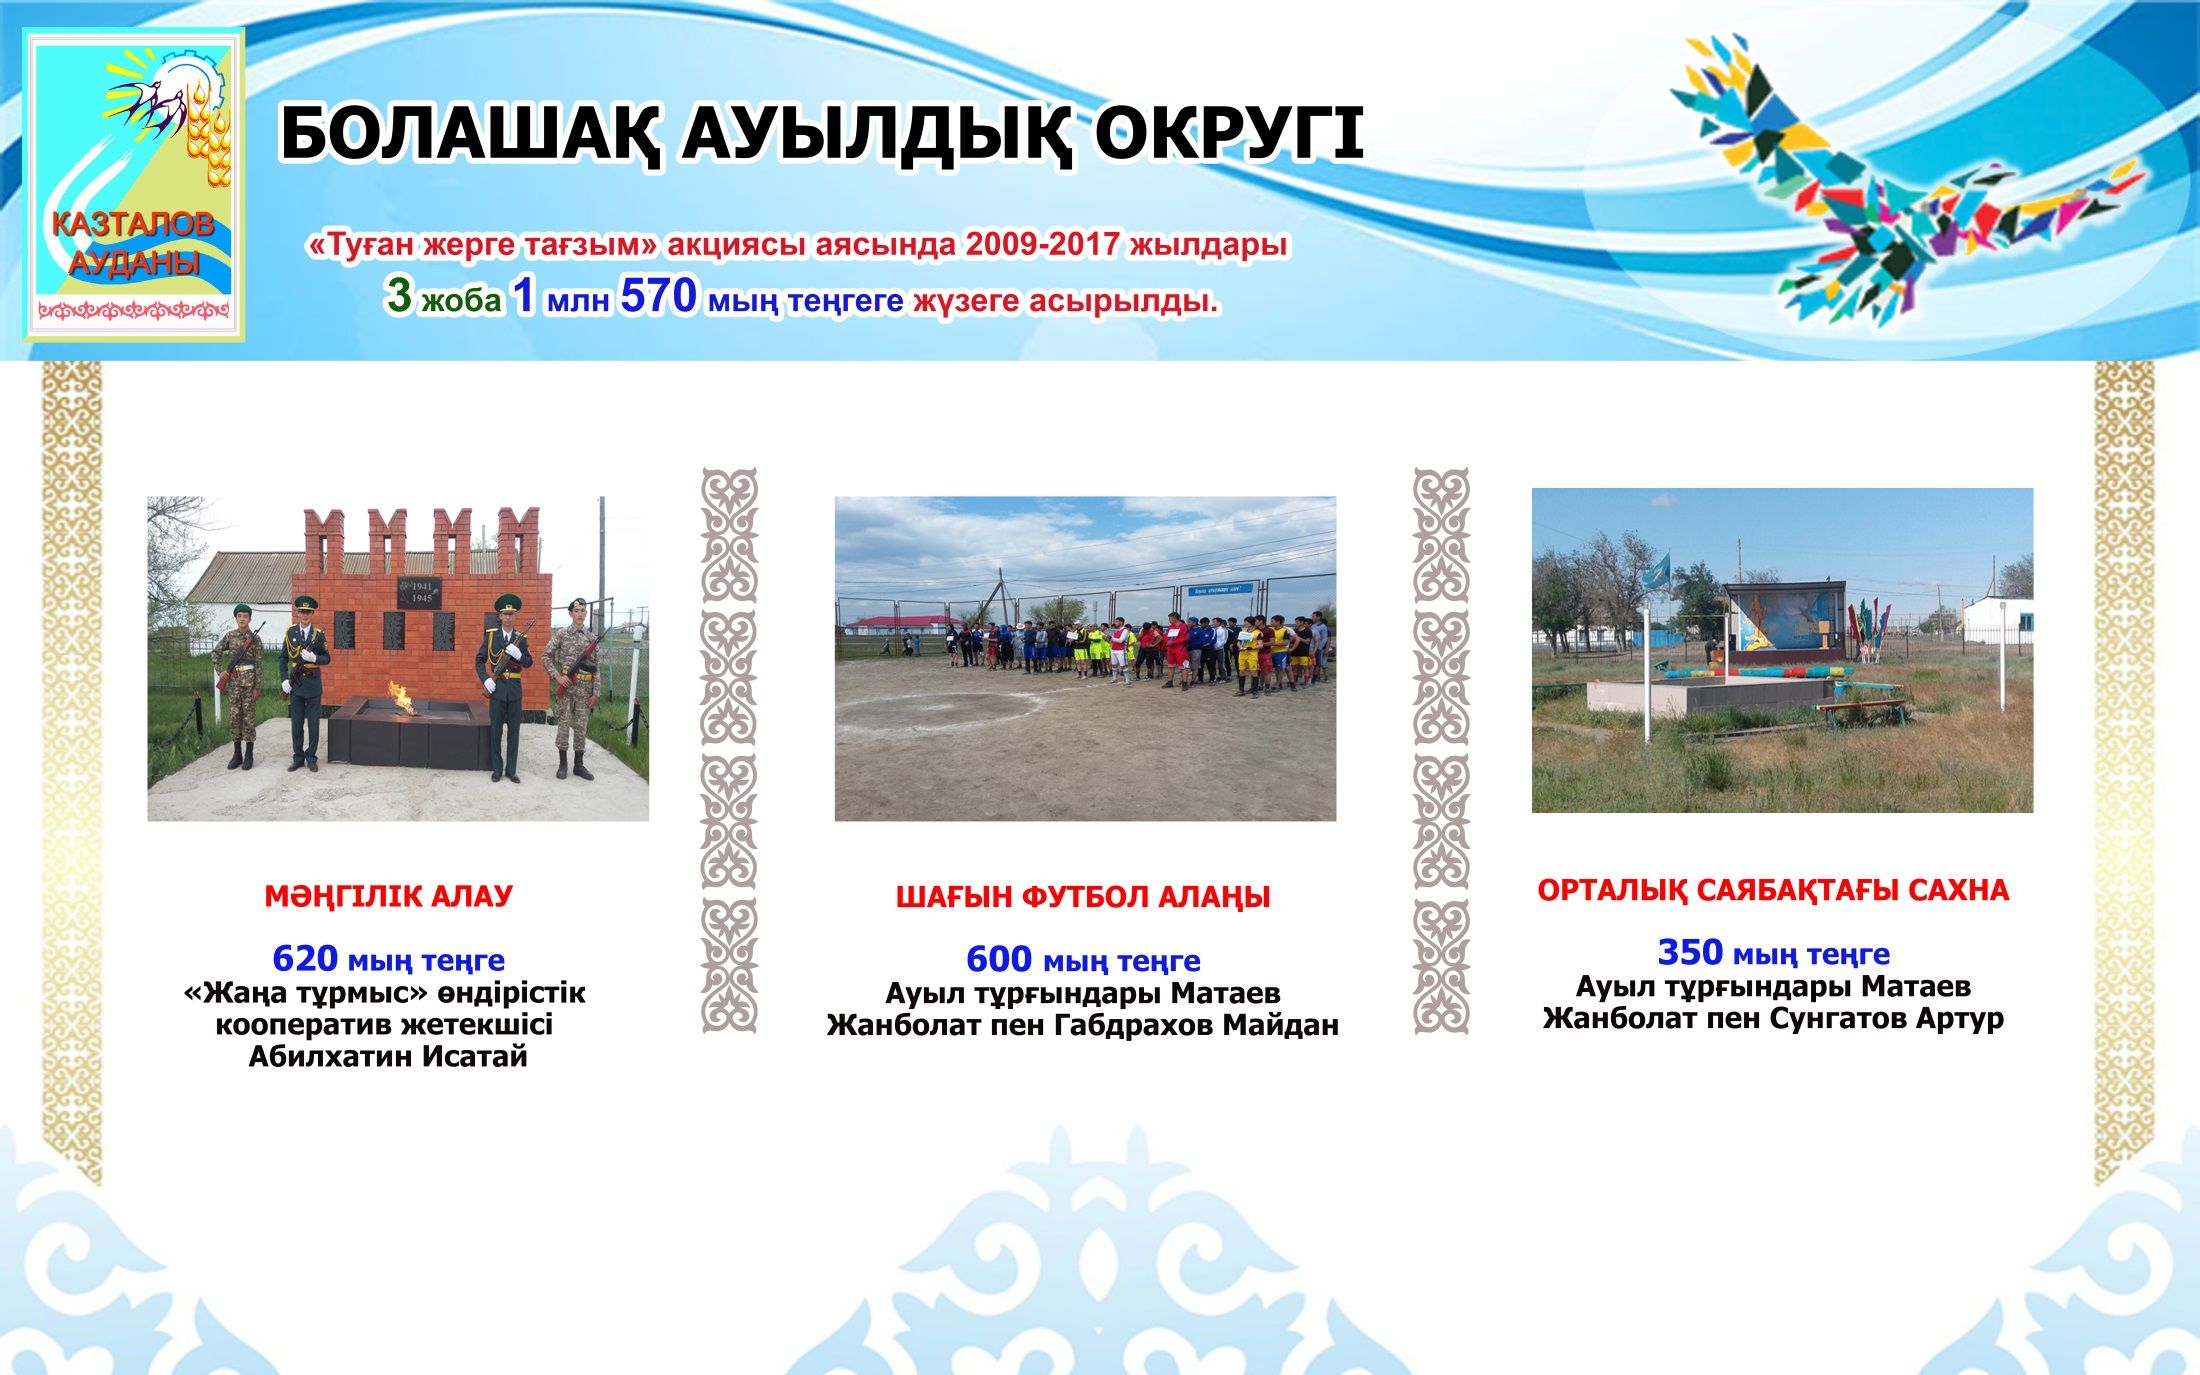 КАЗТАЛОВ
АУДАНЫ
БОЛАШАҚ АУЫЛДЫҚ ОКРУГІ
«Туған жерге тағзым» акциясы аясында 2009-2017 жылдары
3 жоба 1 млн 570 мың теңгеге жүзеге асырылды.
1941
1945
МӘҢГІЛІК АЛАУ
620 мың теңге
«Жаңа тұрмыс» өндірістік
кооператив жетекшісі
Абилхатин Исатай
ШАҒЫН ФУТБОЛ АЛАҢЫ
600 мың теңге
Ауыл тұрғындары Матаев
Жанболат пен Габдрахов Майдан
ОРТАЛЫҚ САЯБАҚТАҒЫ САХНА
350 мың теңге
Ауыл тұрғындары Матаев
Жанболат пен Сунгатов Артур